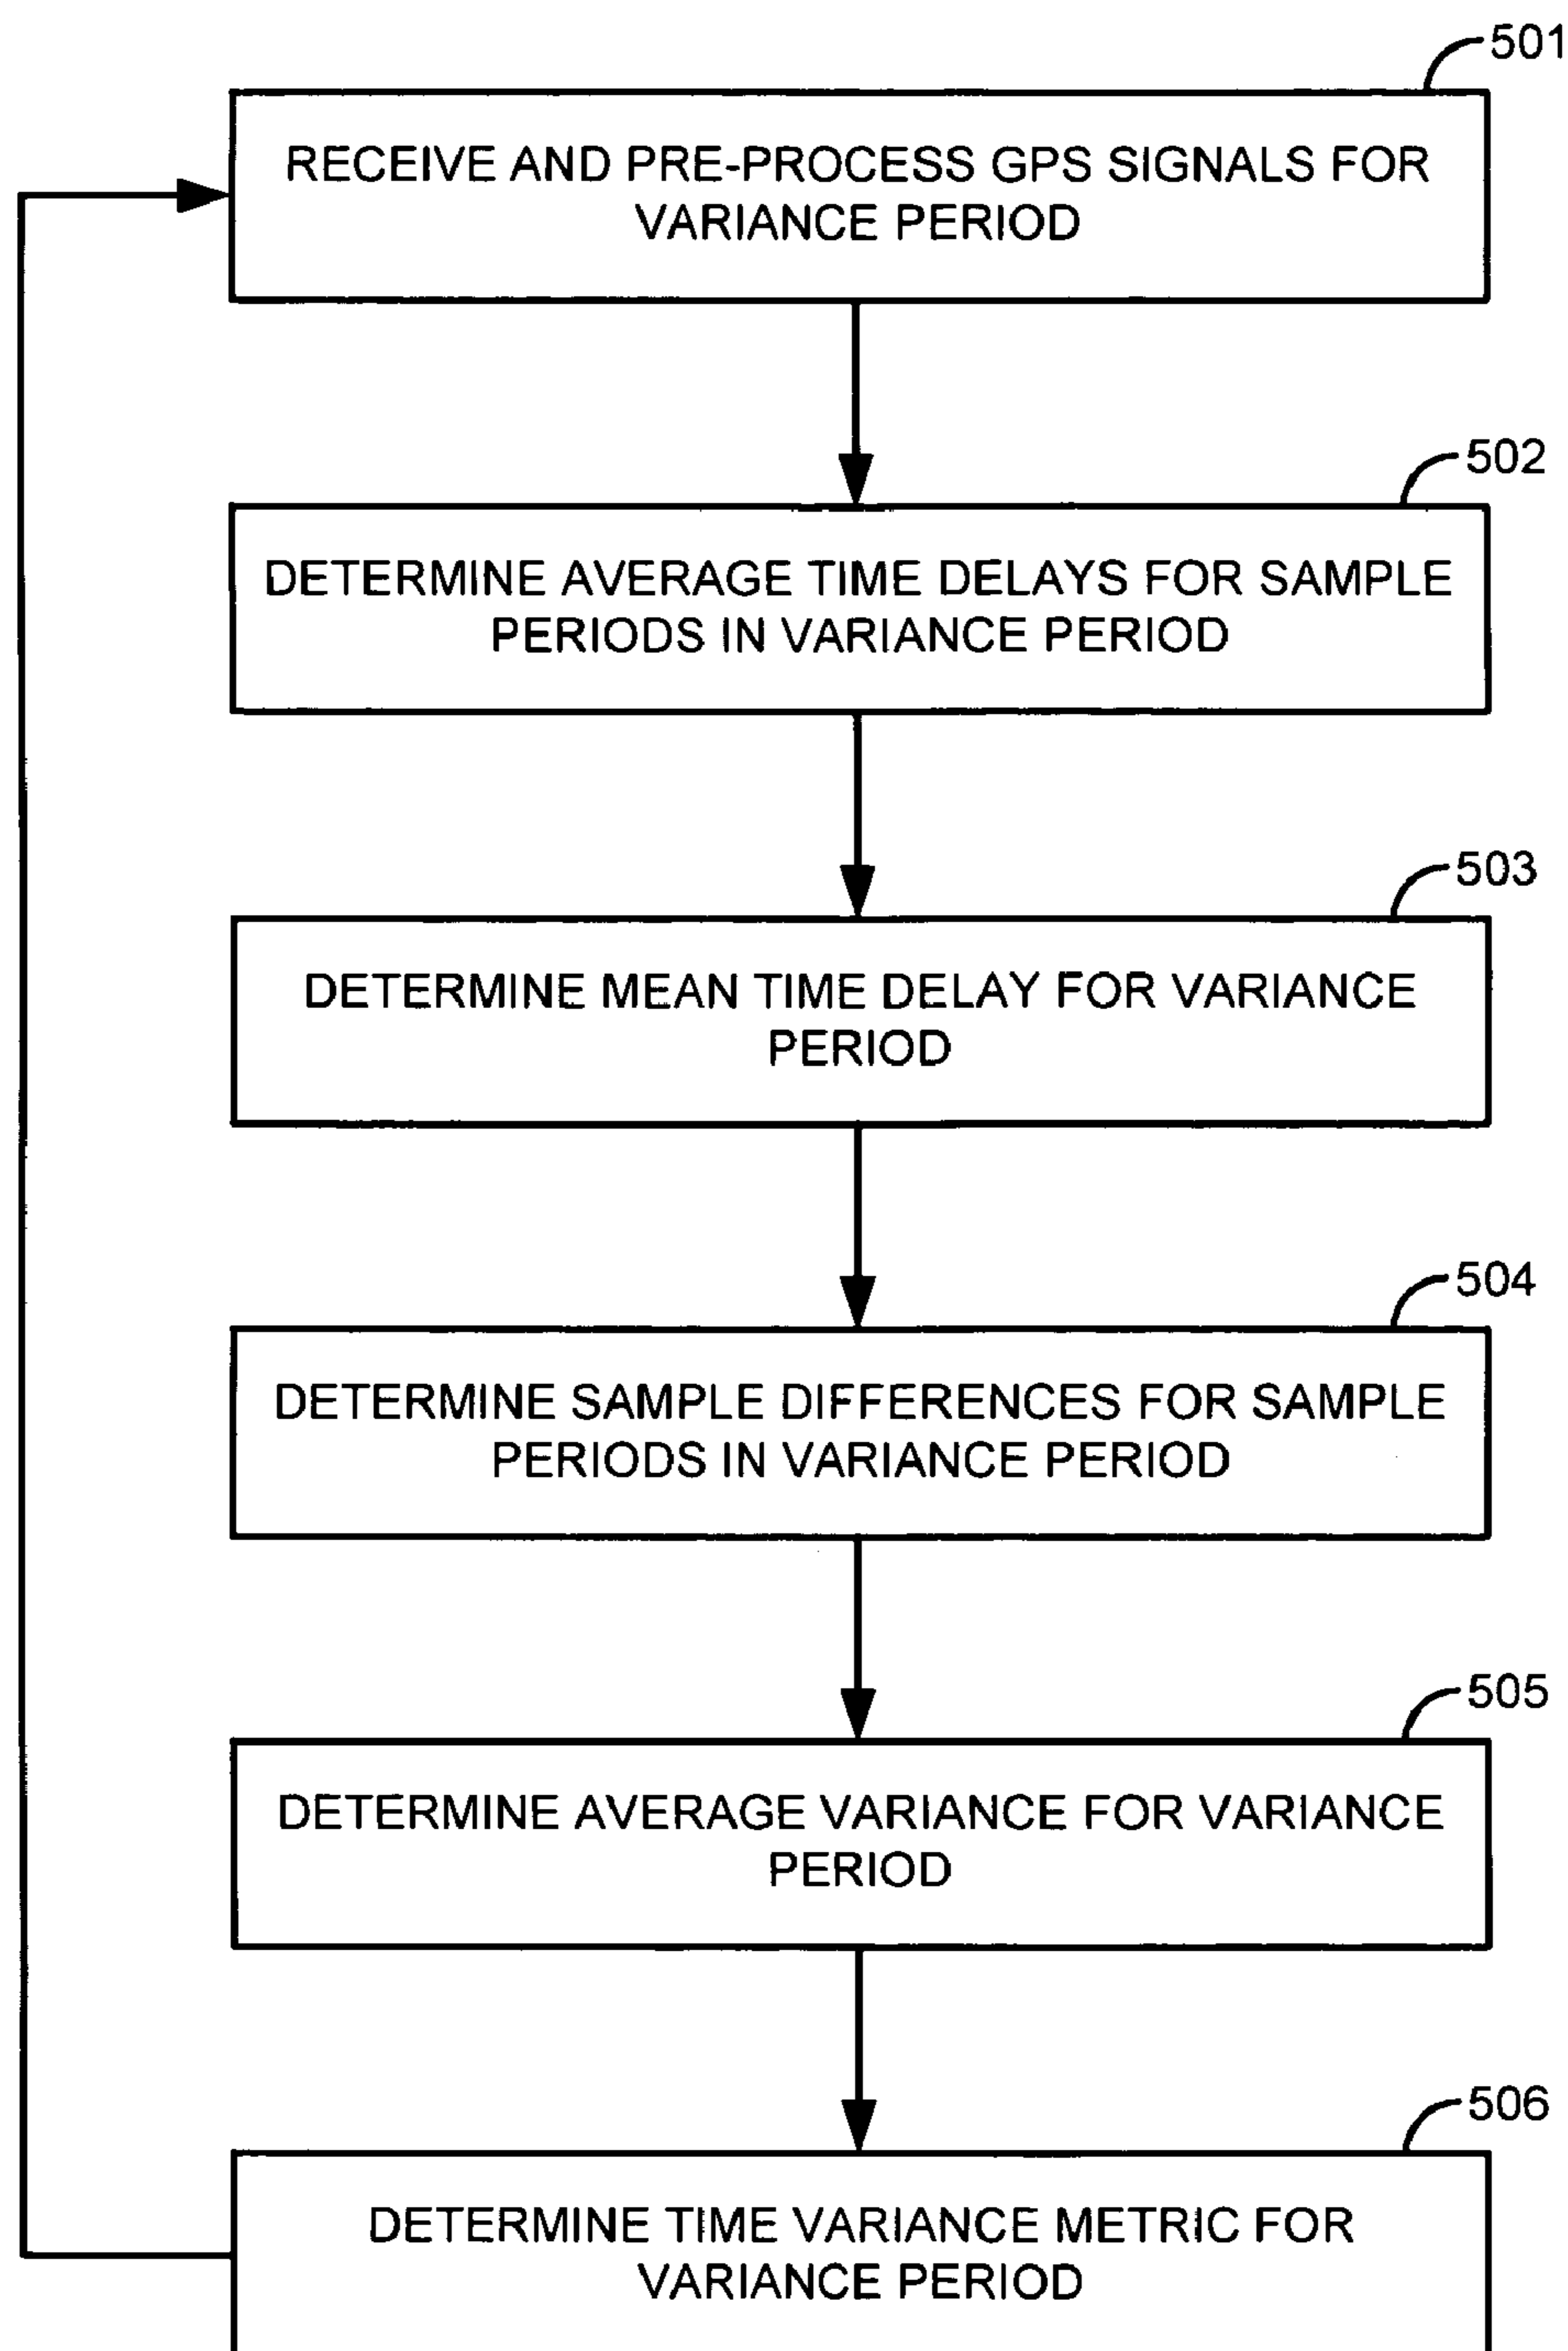 501
RECEIVE AND PRE-PROCESS GPS SIGNALS FOR
VARIANCE PERIOD
502
DETERMINE AVERAGE TIME DELAYS FOR SAMPLE
PERIODS IN VARIANCE PERIOD
503
DETERMINE MEAN TIME DELAY FOR VARIANCE
PERIOD
504
DETERMINE SAMPLE DIFFERENCES FOR SAMPLE
PERIODS IN VARIANCE PERIOD
505
DETERMINE AVERAGE VARIANCE FOR VARIANCE
PERIOD
506
DETERMINE TIME VARIANCE METRIC FOR
VARIANCE PERIOD